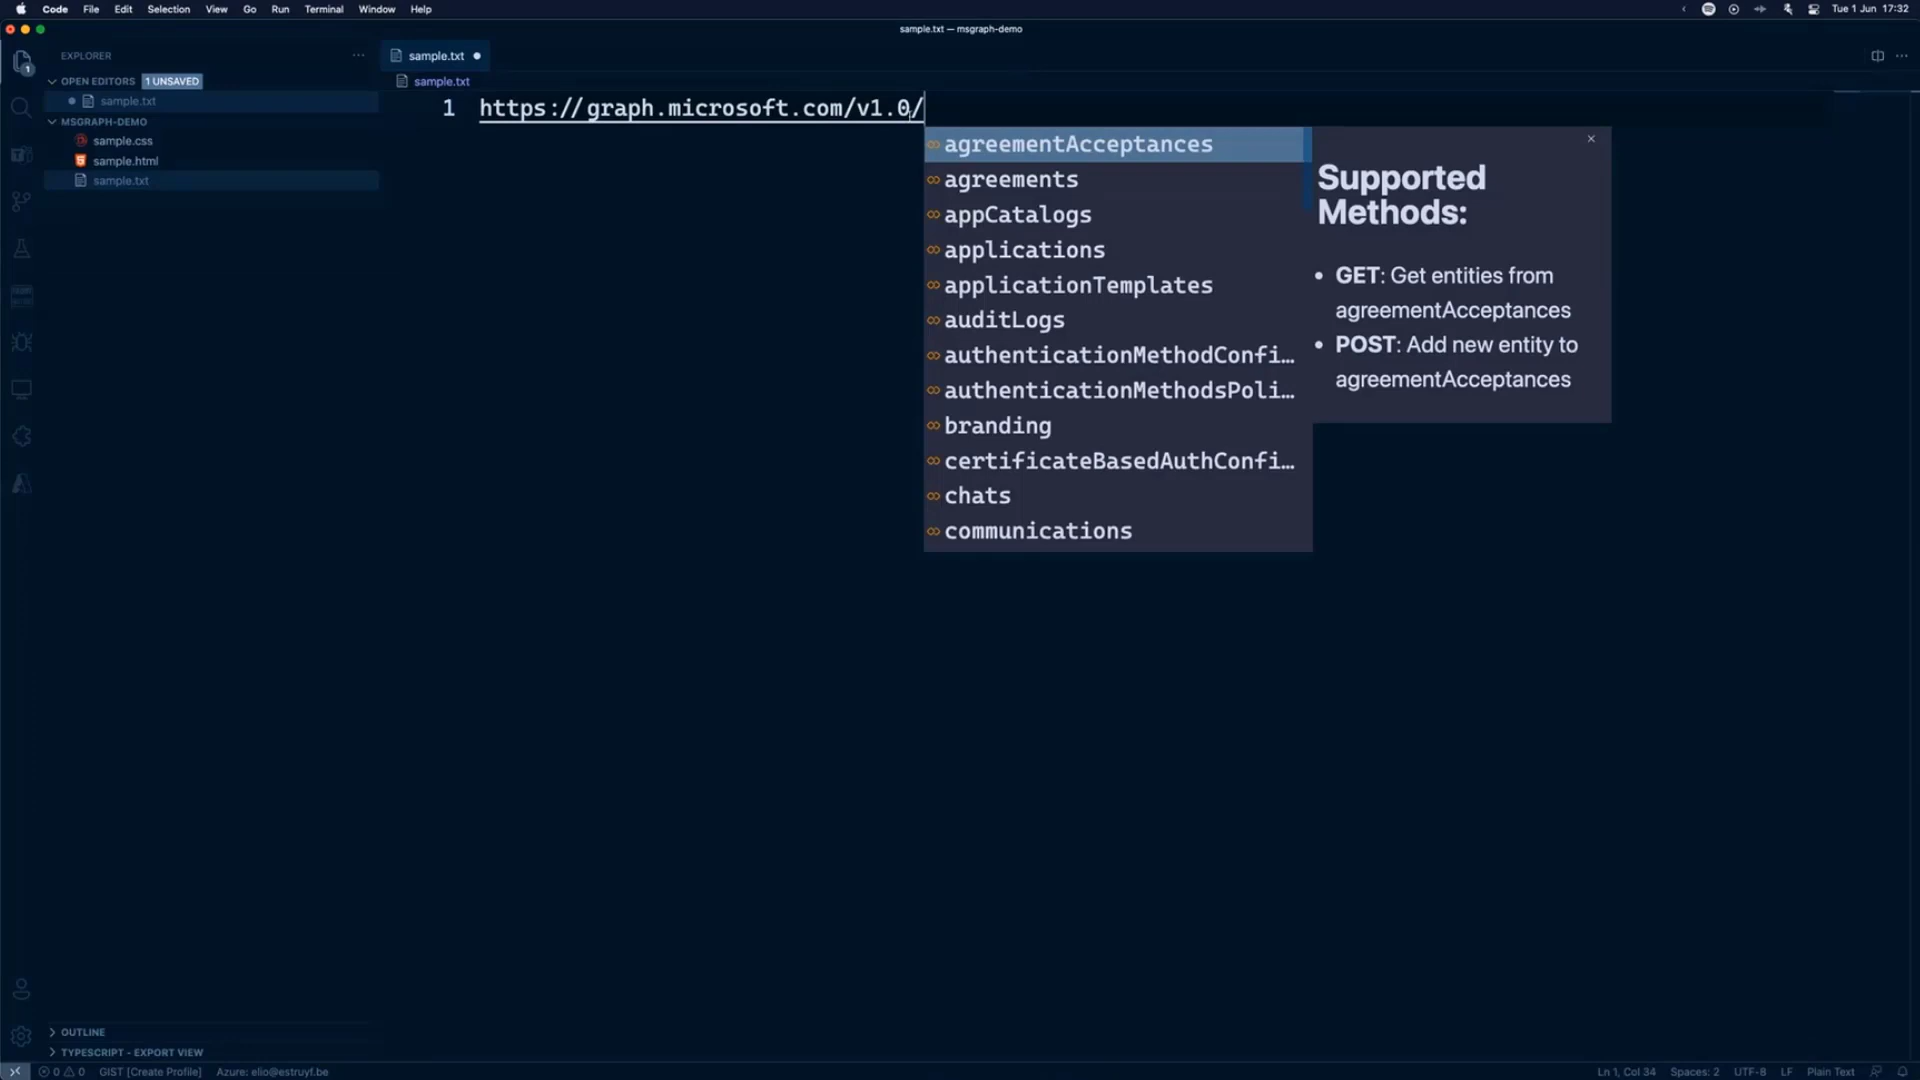 Code File Edit Selection View Go Run Terminal Window Help
Tue 1 Jun 17:32
sample.txt — msgraph-demo
EXPLORER
sample.txt
OPEN EDITORS 1 UNSAVED
sample.txt
sample.txt
MSGRAPH-DEMO
sample.css
sample.html
sample.txt
1 https://graph.microsoft.com/v1.0/
agreementAcceptances
agreements
appCatalogs
applications
applicationTemplates
auditLogs
authenticationMethodConfi…
authenticationMethodsPoli…
branding
certificateBasedAuthConfi…
chats
communications
Supported
Methods:
• GET: Get entities from
agreementAcceptances
• POST: Add new entity to
agreementAcceptances
1
OUTLINE
TYPESCRIPT - EXPORT VIEW
0 0 GIST [Create Profile] Azure: elio@estruyf.be
Ln 1, Col 34 Spaces: 2 UTF-8 LF Plain Text